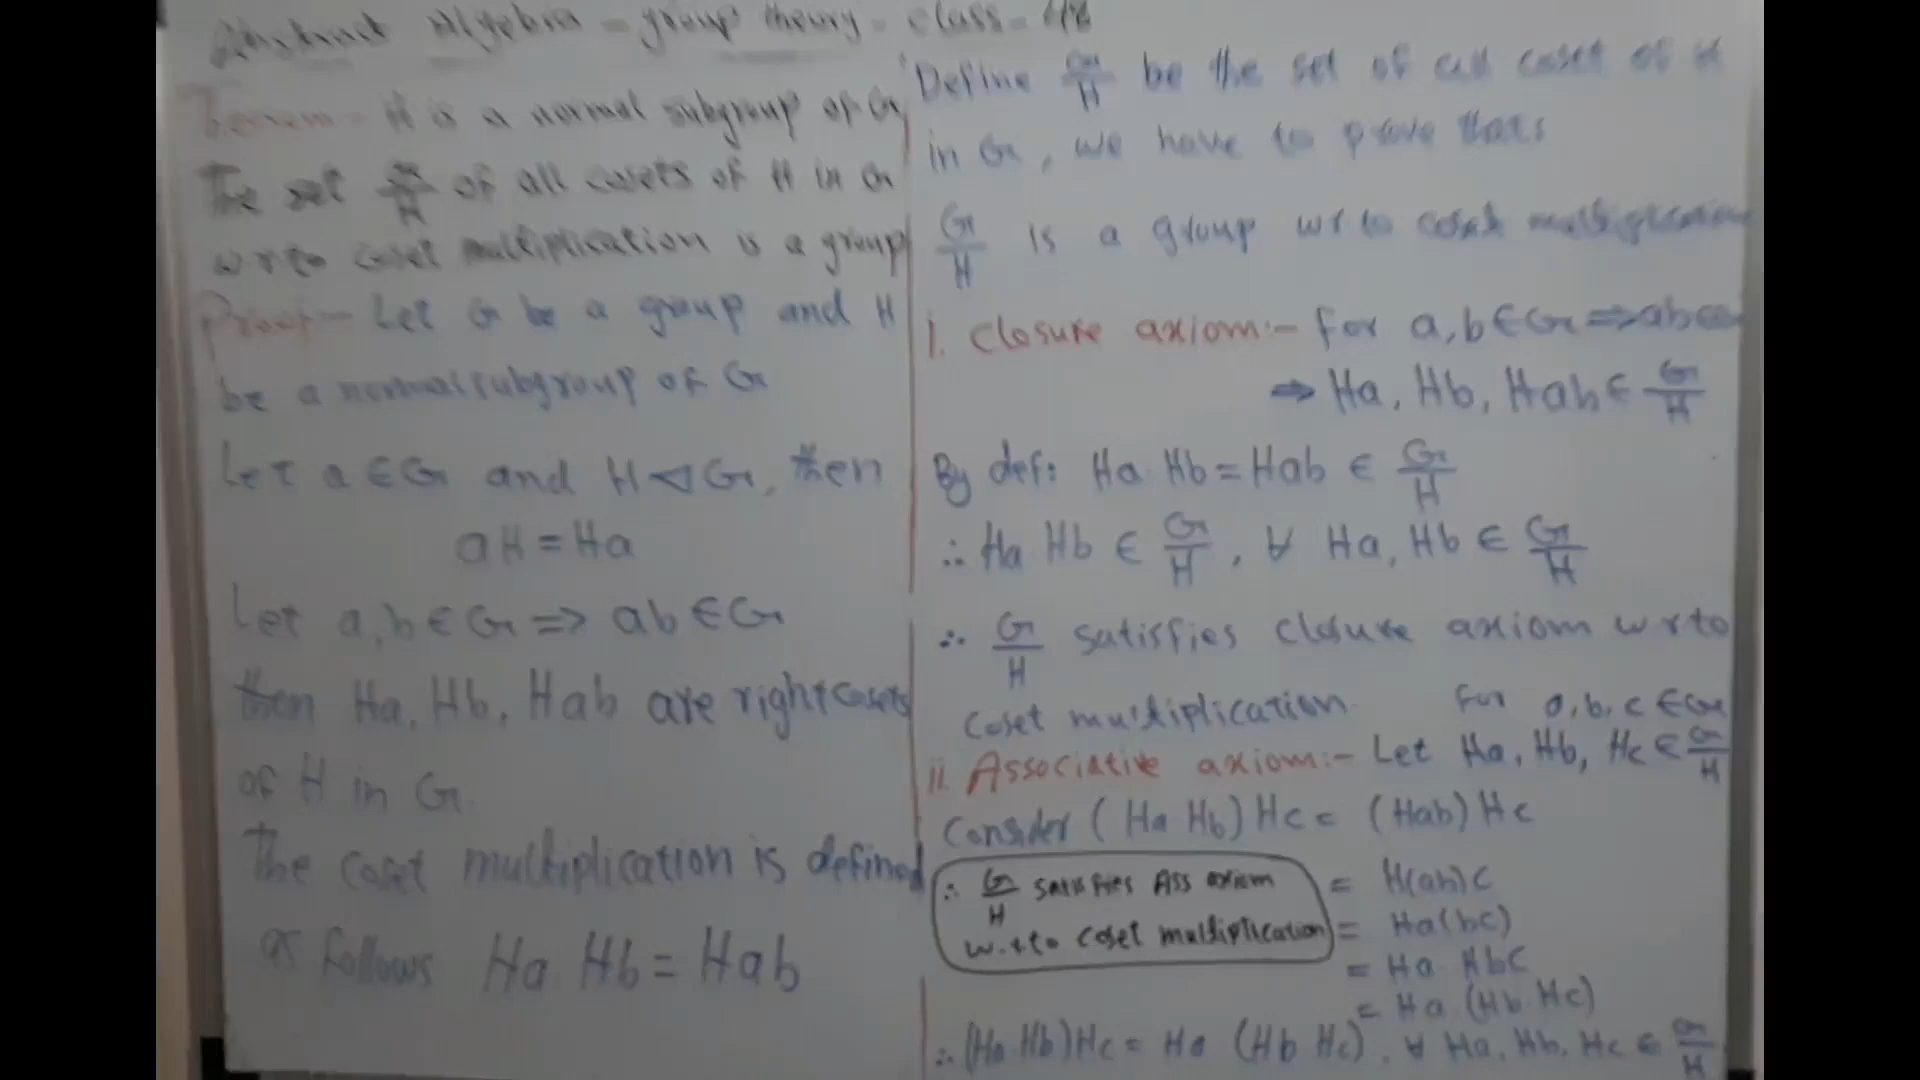 Abstract Algebra - group theory - class - 48
Theorem - H is a normal subgroup of G,
The set G/H of all cosets of H in G
w r to coset multiplication is a group
Proof - Let G be a group and H
be a normal subgroup of G
Let a ∈ G and H ⊲ G, then
aH = Ha
Let a, b ∈ G ⇒ ab ∈ G
then Ha, Hb, Hab are right cosets
of H in G.
The coset multiplication is defined
as follows Ha Hb = Hab
Define G/H be the set of all coset of H
in G, we have to prove that
G/H is a group w r to coset multiplication
i. Closure axiom:- For a, b ∈ G ⇒ ab ∈ G
⇒ Ha, Hb, Hab ∈ G/H
By def: Ha Hb = Hab ∈ G/H
∴ Ha Hb ∈ G/H, ∀ Ha, Hb ∈ G/H
∴ G/H satisfies closure axiom w r to
coset multiplication. For a, b, c ∈ G
ii. Associative axiom:- Let Ha, Hb, Hc ∈ G/H
Consider (Ha Hb) Hc = (Hab) Hc
= H(ab)c
= Ha(bc)
= Ha Hbc
= Ha (Hb Hc)
∴ G/H satisfies Ass axiom
w.r to coset multiplication
∴ (Ha Hb) Hc = Ha (Hb Hc), ∀ Ha, Hb, Hc ∈ G/H